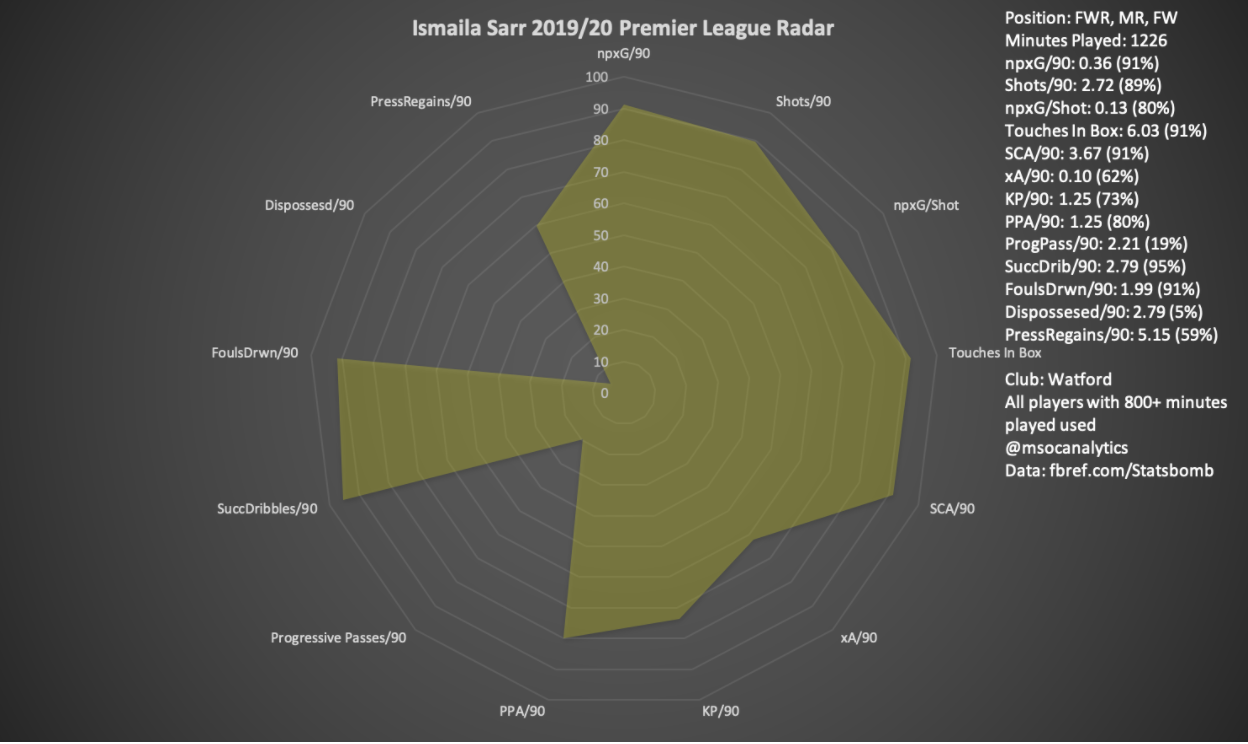 Ismaila Sarr 2019/20 Premier League Radar
npxG/90
Shots/90
npxG/Shot
Touches In Box
SCA/90
xA/90
KP/90
PPA/90
Progressive Passes/90
SuccDribbles/90
FoulsDrwn/90
Dispossesd/90
PressRegains/90
100
90
80
70
60
50
40
30
20
10
0
Position: FWR, MR, FW
Minutes Played: 1226
npxG/90: 0.36 (91%)
Shots/90: 2.72 (89%)
npxG/Shot: 0.13 (80%)
Touches In Box: 6.03 (91%)
SCA/90: 3.67 (91%)
xA/90: 0.10 (62%)
KP/90: 1.25 (73%)
PPA/90: 1.25 (80%)
ProgPass/90: 2.21 (19%)
SuccDrib/90: 2.79 (95%)
FoulsDrwn/90: 1.99 (91%)
Dispossesed/90: 2.79 (5%)
PressRegains/90: 5.15 (59%)
Club: Watford
All players with 800+ minutes
played used
@msocanalytics
Data: fbref.com/Statsbomb